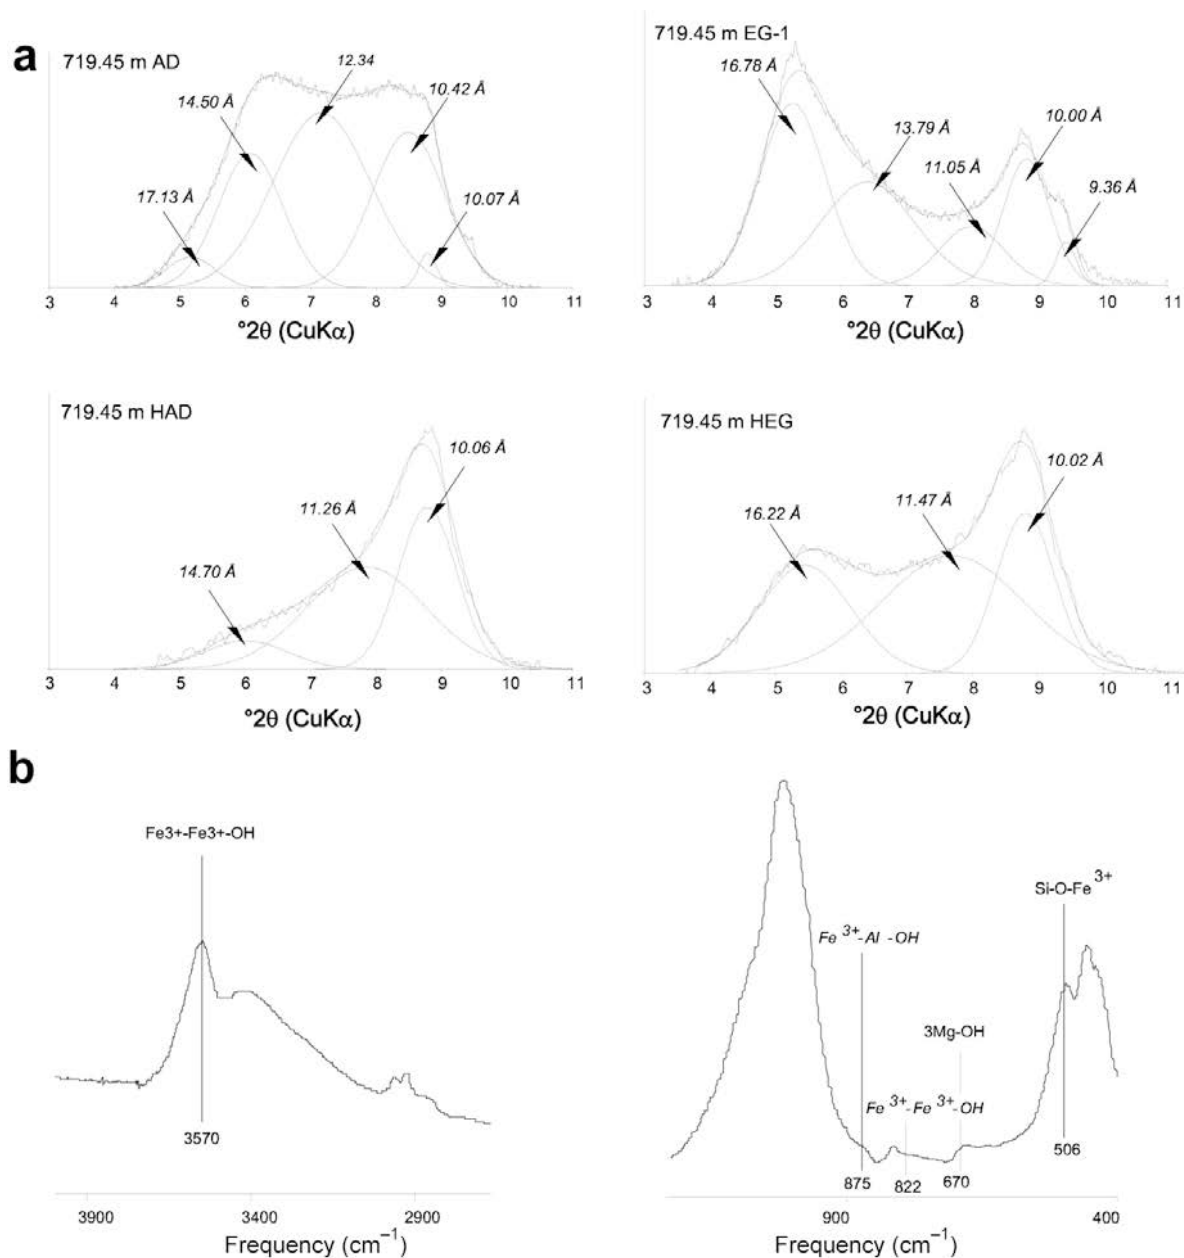 a
719.45 m AD
12.34
14.50 Å
10.42 Å
17.13 Å
10.07 Å
3 4 5 6 7 8 9 10 11
°2θ (CuKα)
719.45 m EG-1
16.78 Å
13.79 Å
10.00 Å
11.05 Å
9.36 Å
3 4 5 6 7 8 9 10 11
°2θ (CuKα)
719.45 m HAD
10.06 Å
11.26 Å
14.70 Å
3 4 5 6 7 8 9 10 11
°2θ (CuKα)
719.45 m HEG
10.02 Å
11.47 Å
16.22 Å
3 4 5 6 7 8 9 10 11
°2θ (CuKα)
b
Fe3+-Fe3+-OH
3570
3900 3400 2900
Frequency (cm⁻¹)
Si-O-Fe ³⁺
Fe ³⁺-Al -OH
3Mg-OH
Fe ³⁺-Fe ³⁺-OH
875 822 670 506
900 400
Frequency (cm⁻¹)